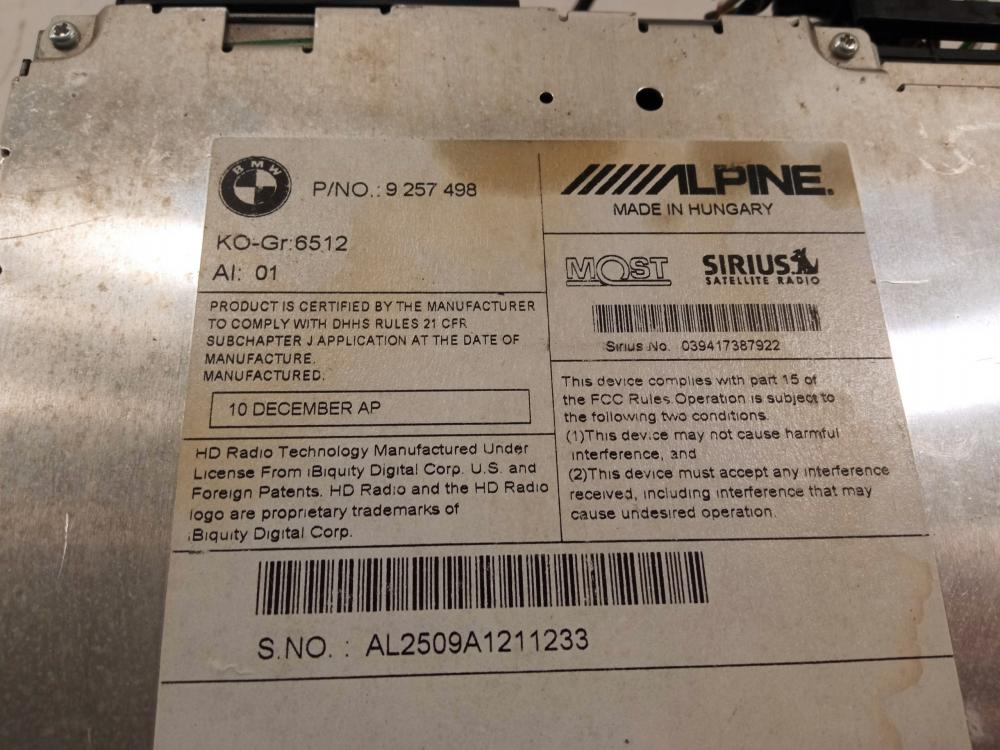 BMW
P/NO.: 9 257 498
KO-Gr:6512
AI: 01
PRODUCT IS CERTIFIED BY THE MANUFACTURER
TO COMPLY WITH DHHS RULES 21 CFR
SUBCHAPTER J APPLICATION AT THE DATE OF
MANUFACTURE.
MANUFACTURED.
10 DECEMBER AP
HD Radio Technology Manufactured Under
License From iBiquity Digital Corp. U.S. and
Foreign Patents. HD Radio and the HD Radio
logo are proprietary trademarks of
iBiquity Digital Corp.
ALPINE.
MADE IN HUNGARY
MOST
SIRIUS
SATELLITE RADIO
Sirius No. 039417387922
This device complies with part 15 of
the FCC Rules. Operation is subject to
the following two conditions.
(1)This device may not cause harmful
interference, and
(2)This device must accept any interference
received, including interference that may
cause undesired operation.
S.NO. : AL2509A1211233